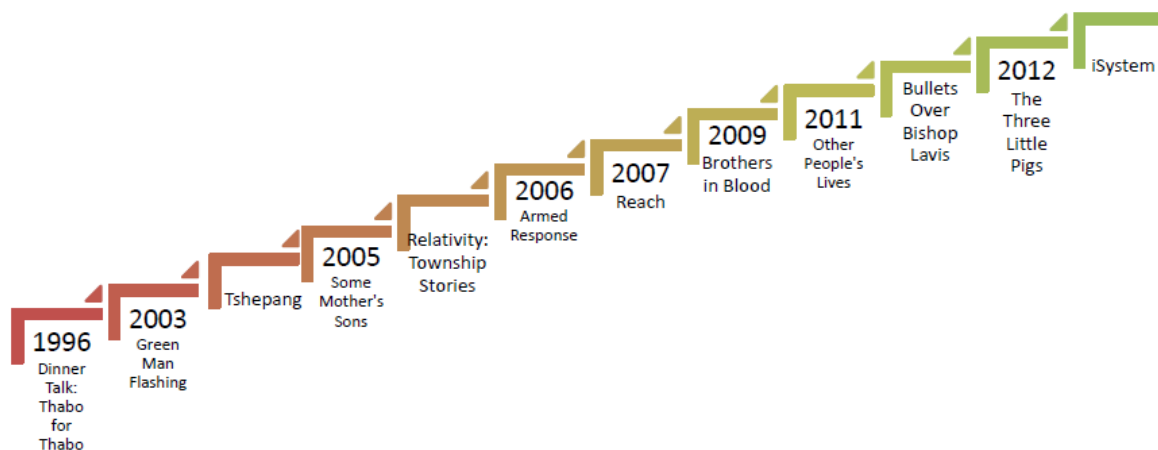 1996
Dinner
Talk:
Thabo
for
Thabo
2003
Green
Man
Flashing
Tshepang
2005
Some
Mother's
Sons
Relativity:
Township
Stories
2006
Armed
Response
2007
Reach
2009
Brothers
in Blood
2011
Other
People's
Lives
Bullets
Over
Bishop
Lavis
2012
The
Three
Little
Pigs
iSystem